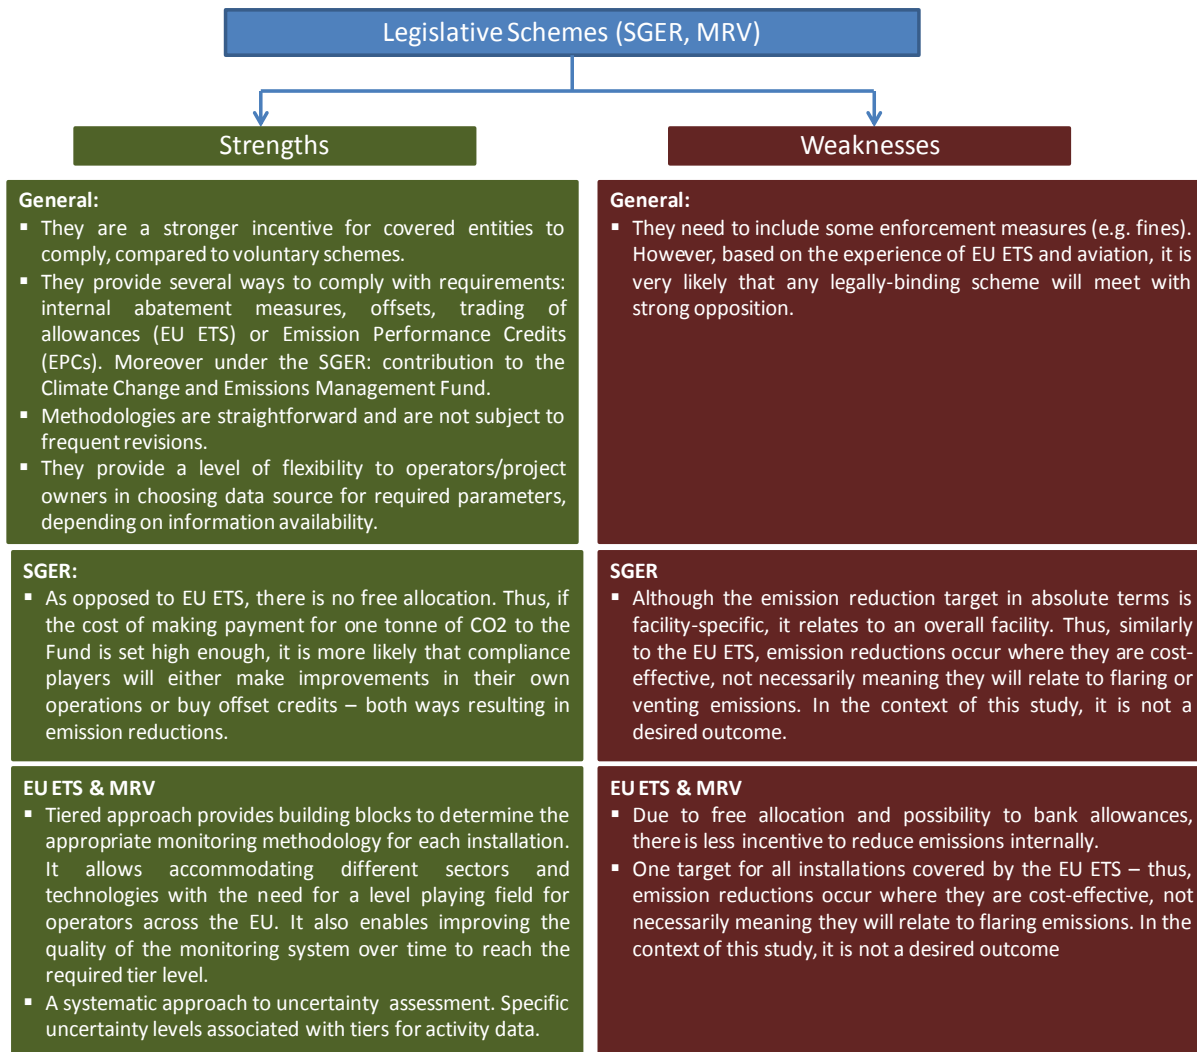 Legislative Schemes (SGER, MRV)
Strengths
Weaknesses
General:
▪ They are a stronger incentive for covered entities to
comply, compared to voluntary schemes.
▪ They provide several ways to comply with requirements:
internal abatement measures, offsets, trading of
allowances (EU ETS) or Emission Performance Credits
(EPCs). Moreover under the SGER: contribution to the
Climate Change and Emissions Management Fund.
▪ Methodologies are straightforward and are not subject to
frequent revisions.
▪ They provide a level of flexibility to operators/project
owners in choosing data source for required parameters,
depending on information availability.
General:
▪ They need to include some enforcement measures (e.g. fines).
However, based on the experience of EU ETS and aviation, it is
very likely that any legally-binding scheme will meet with
strong opposition.
SGER:
▪ As opposed to EU ETS, there is no free allocation. Thus, if
the cost of making payment for one tonne of CO2 to the
Fund is set high enough, it is more likely that compliance
players will either make improvements in their own
operations or buy offset credits – both ways resulting in
emission reductions.
SGER
▪ Although the emission reduction target in absolute terms is
facility-specific, it relates to an overall facility. Thus, similarly
to the EU ETS, emission reductions occur where they are cost-
effective, not necessarily meaning they will relate to flaring or
venting emissions. In the context of this study, it is not a
desired outcome.
EU ETS & MRV
▪ Tiered approach provides building blocks to determine the
appropriate monitoring methodology for each installation.
It allows accommodating different sectors and
technologies with the need for a level playing field for
operators across the EU. It also enables improving the
quality of the monitoring system over time to reach the
required tier level.
▪ A systematic approach to uncertainty assessment. Specific
uncertainty levels associated with tiers for activity data.
EU ETS & MRV
▪ Due to free allocation and possibility to bank allowances,
there is less incentive to reduce emissions internally.
▪ One target for all installations covered by the EU ETS – thus,
emission reductions occur where they are cost-effective, not
necessarily meaning they will relate to flaring emissions. In the
context of this study, it is not a desired outcome